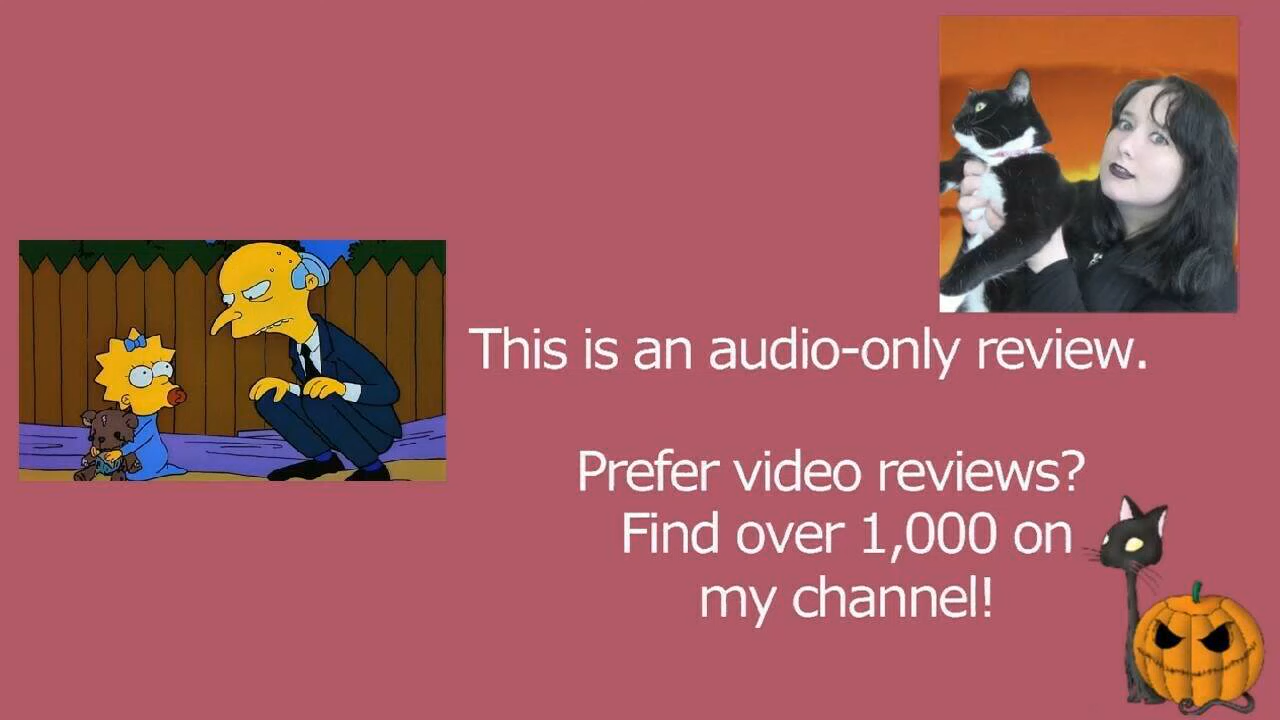 This is an audio-only review.
Prefer video reviews?
Find over 1,000 on
my channel!